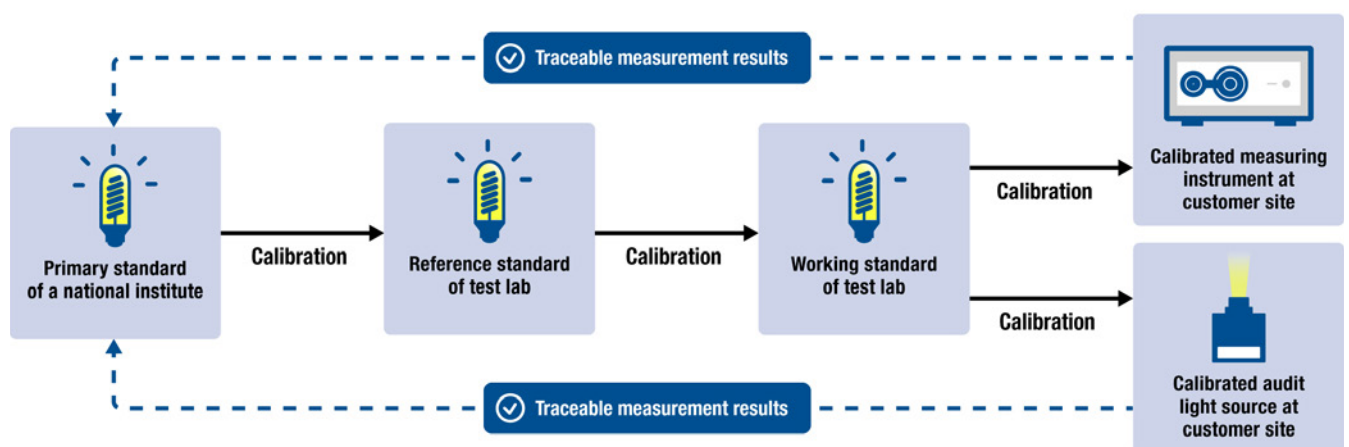 Traceable measurement results
Calibrated measuring
instrument at
customer site
Calibration
Primary standard
of a national institute
Calibration
Reference standard
of test lab
Calibration
Working standard
of test lab
Calibration
Calibrated audit
light source at
customer site
Traceable measurement results